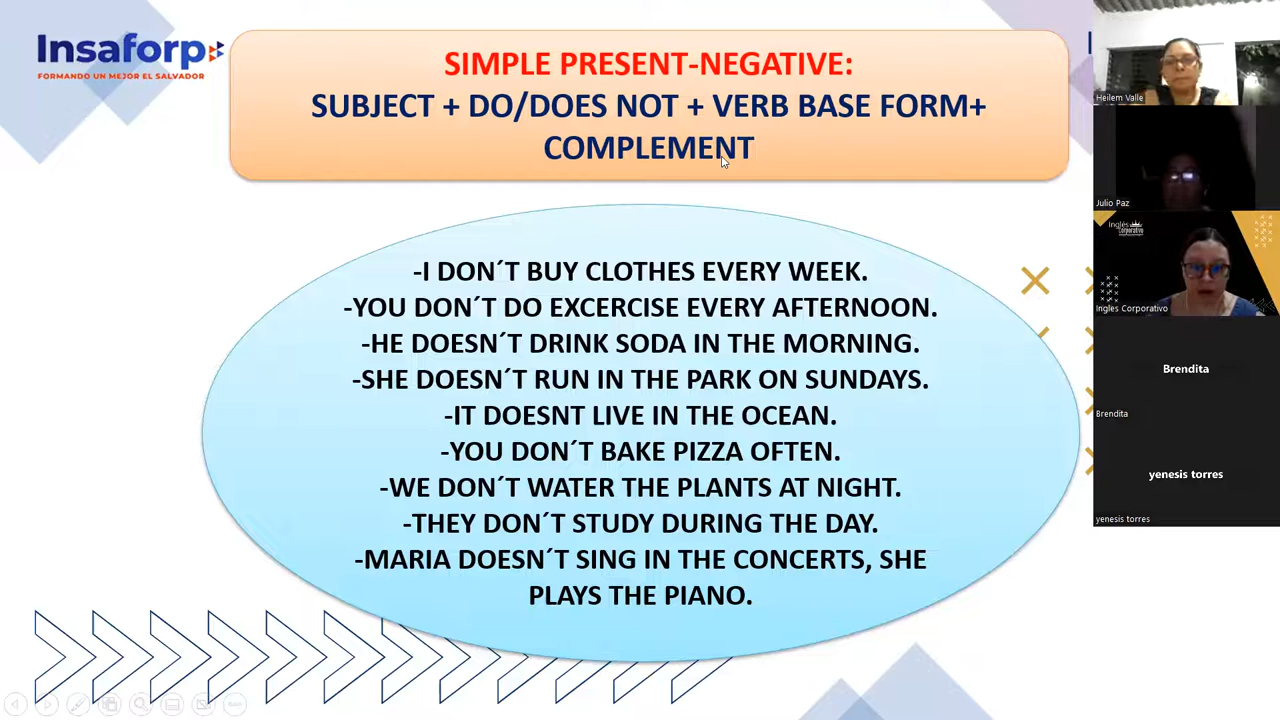 Insaforp
FORMANDO UN MEJOR EL SALVADOR
SIMPLE PRESENT-NEGATIVE:
SUBJECT + DO/DOES NOT + VERB BASE FORM+
COMPLEMENT
-I DON´T BUY CLOTHES EVERY WEEK.
-YOU DON´T DO EXCERCISE EVERY AFTERNOON.
-HE DOESN´T DRINK SODA IN THE MORNING.
-SHE DOESN´T RUN IN THE PARK ON SUNDAYS.
-IT DOESNT LIVE IN THE OCEAN.
-YOU DON´T BAKE PIZZA OFTEN.
-WE DON´T WATER THE PLANTS AT NIGHT.
-THEY DON´T STUDY DURING THE DAY.
-MARIA DOESN´T SING IN THE CONCERTS, SHE
PLAYS THE PIANO.
Heilem Valle
Julio Paz
Inglés
Corporativo
Ingles Corporativo
Brendita
Brendita
yenesis torres
yenesis torres